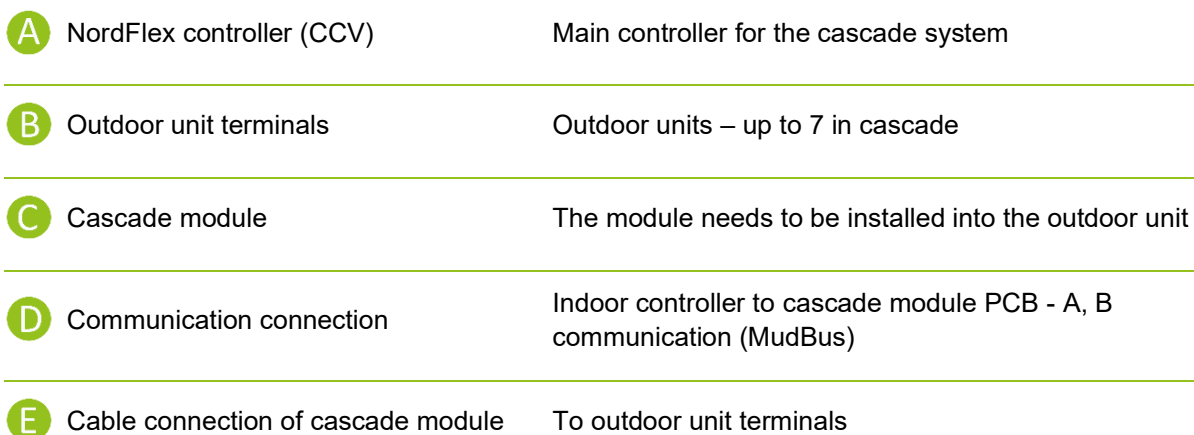 A NordFlex controller (CCV) Main controller for the cascade system
B Outdoor unit terminals Outdoor units – up to 7 in cascade
C Cascade module The module needs to be installed into the outdoor unit
D Communication connection Indoor controller to cascade module PCB - A, B
communication (MudBus)
E Cable connection of cascade module To outdoor unit terminals